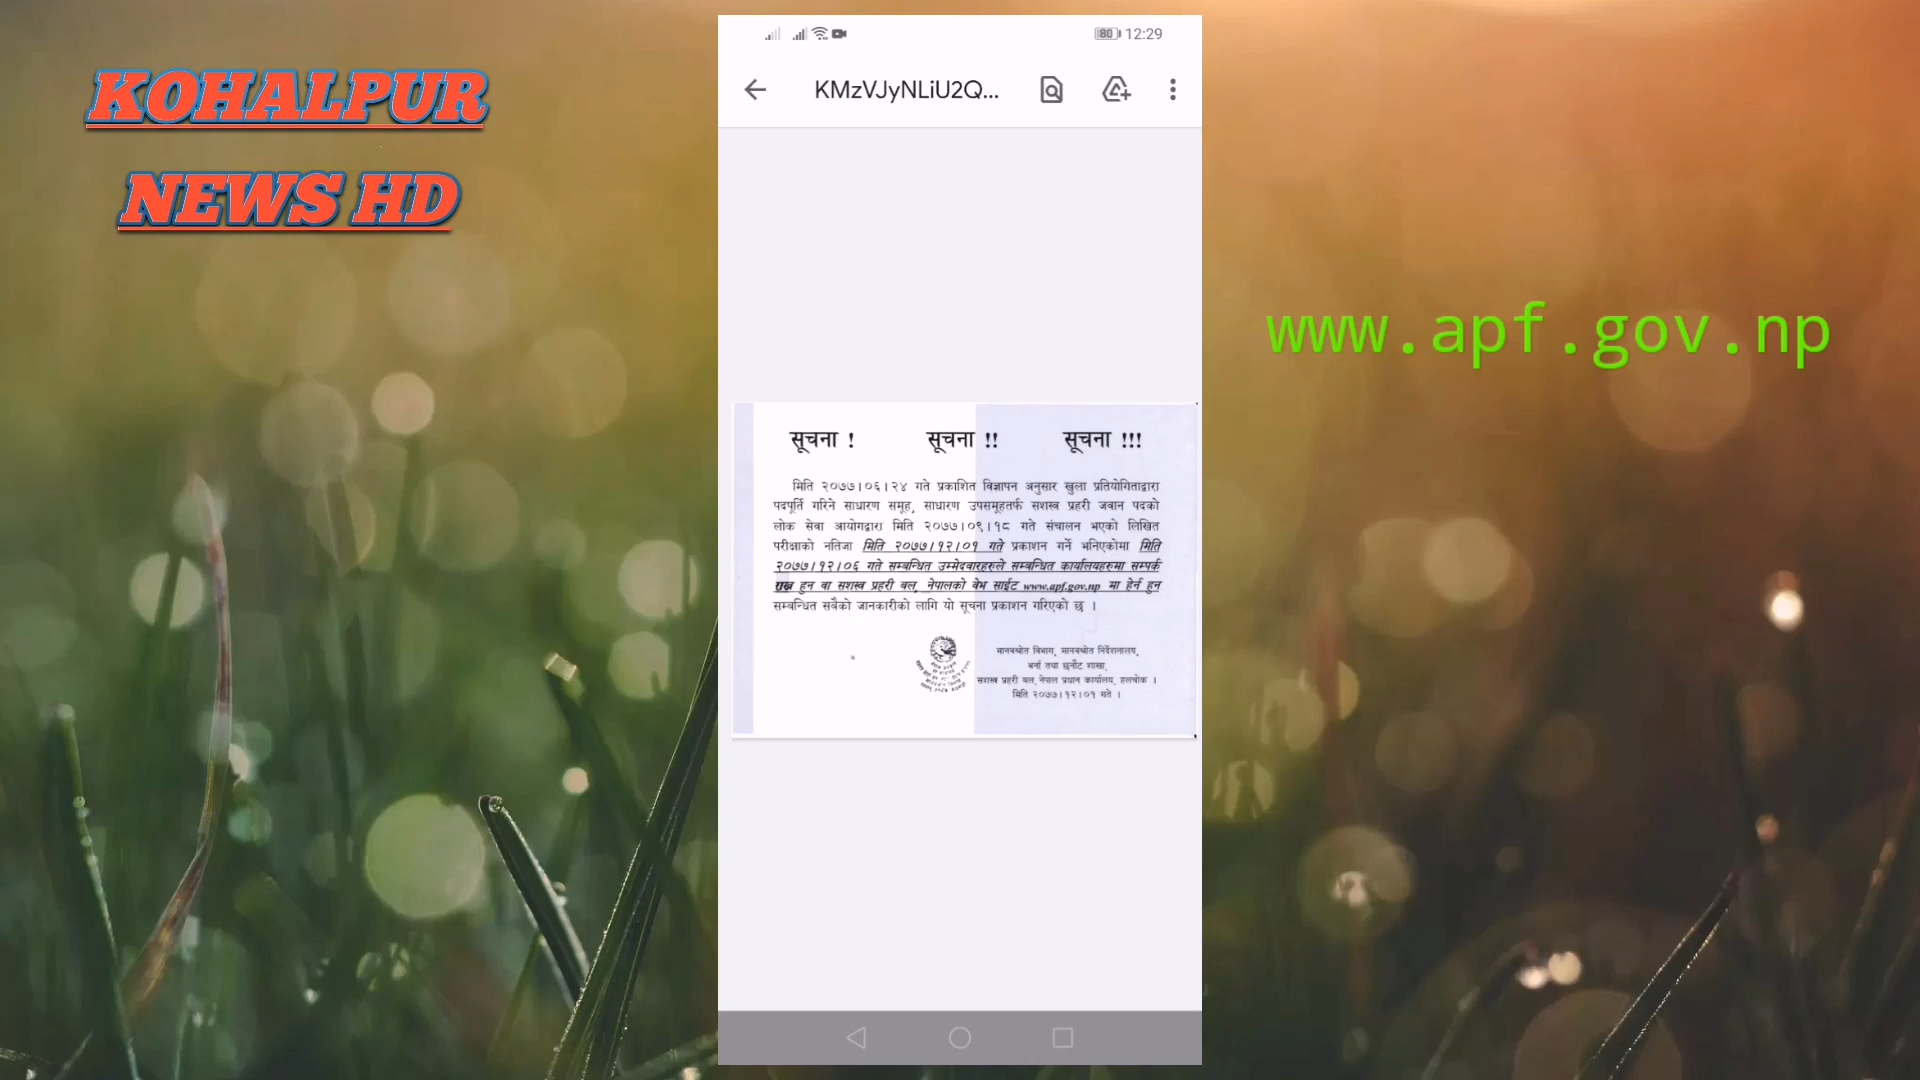 KOHALPUR
NEWS HD
12:29
80
KMzVJyNLiU2Q...
www.apf.gov.np
सूचना ! सूचना !! सूचना !!!
मिति २०७७।०६।२४ गते प्रकाशित विज्ञापन अनुसार खुला प्रतियोगिताद्वारा
पदपूर्ति गरिने साधारण समूह, साधारण उपसमूहतर्फ सशस्त्र प्रहरी जवान पदको
लोक सेवा आयोगद्वारा मिति २०७७।०९।१८ गते संचालन भएको लिखित
परीक्षाको नतिजा मिति २०७७।१२।०१ गते प्रकाशन गर्ने भनिएकोमा मिति
२०७७।१२।०६ गते सम्बन्धित उम्मेदवारहरुले सम्बन्धित कार्यालयहरुमा सम्पर्क
राख्न हुन वा सशस्त्र प्रहरी बल, नेपालको वेभ साईट www.apf.gov.np मा हेर्न हुन
सम्बन्धित सबैको जानकारीको लागि यो सूचना प्रकाशन गरिएको छ ।
मानवश्रोत विभाग, मानवश्रोत निर्देशनालय,
भर्ना तथा छनौट शाखा,
सशस्त्र प्रहरी बल, नेपाल प्रधान कार्यालय, हलचोक ।
मिति २०७७।१२।०१ गते ।